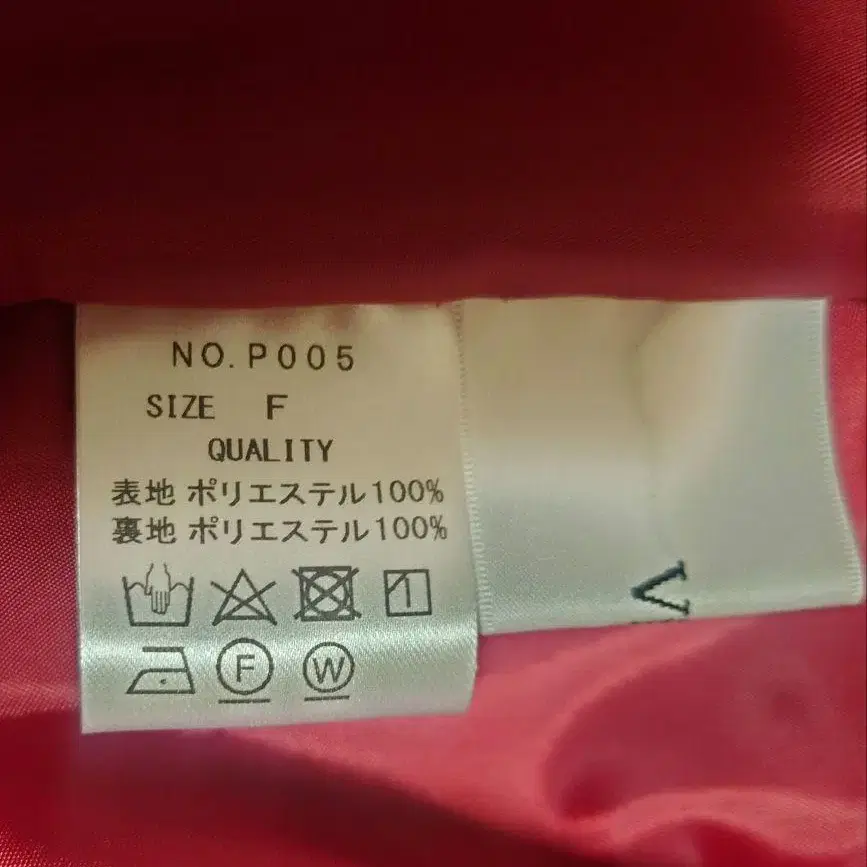 NO.P005
SIZE F
QUALITY
表地 ポリエステル100%
裏地 ポリエステル100%
F W